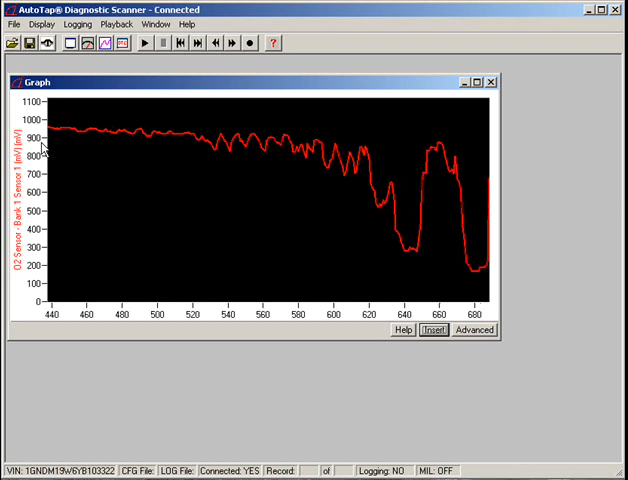 AutoTap® Diagnostic Scanner - Connected
File Display Logging Playback Window Help
DTC
?
Graph
1100
1000
900
800
700
600
500
400
300
200
100
0
O2 Sensor - Bank 1 Sensor 1 (mV) (mV)
440 460 480 500 520 540 560 580 600 620 640 660 680
Help Insert Advanced
VIN: 1GNDM19W6YB103322 CFG File: LOG File: Connected: YES Record: of Logging: NO MIL: OFF